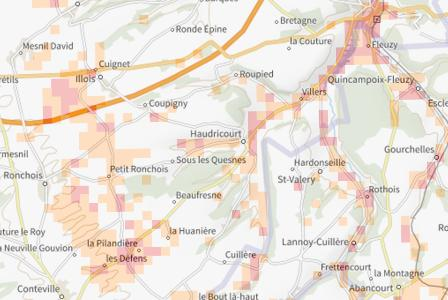 Bretagne
Ronde Épine
la Couture
Mesnil David
Fleuzy
Cuignet
Illois
Roupied
Quincampoix-Fleuzy
Villers
Coupigny
Haudricourt
Gourchelles
Sous les Quesnes
Hardonseille
Petit Ronchois
St-Valery
Ronchois
Rothois
Beaufresne
la Huanière
la Pilandière
Lannoy-Cuillère
a Neuville Gouvion
les Défens
Cuillère
Frettencourt
la Montagne
Conteville
Abancourt
le Bout là-haut